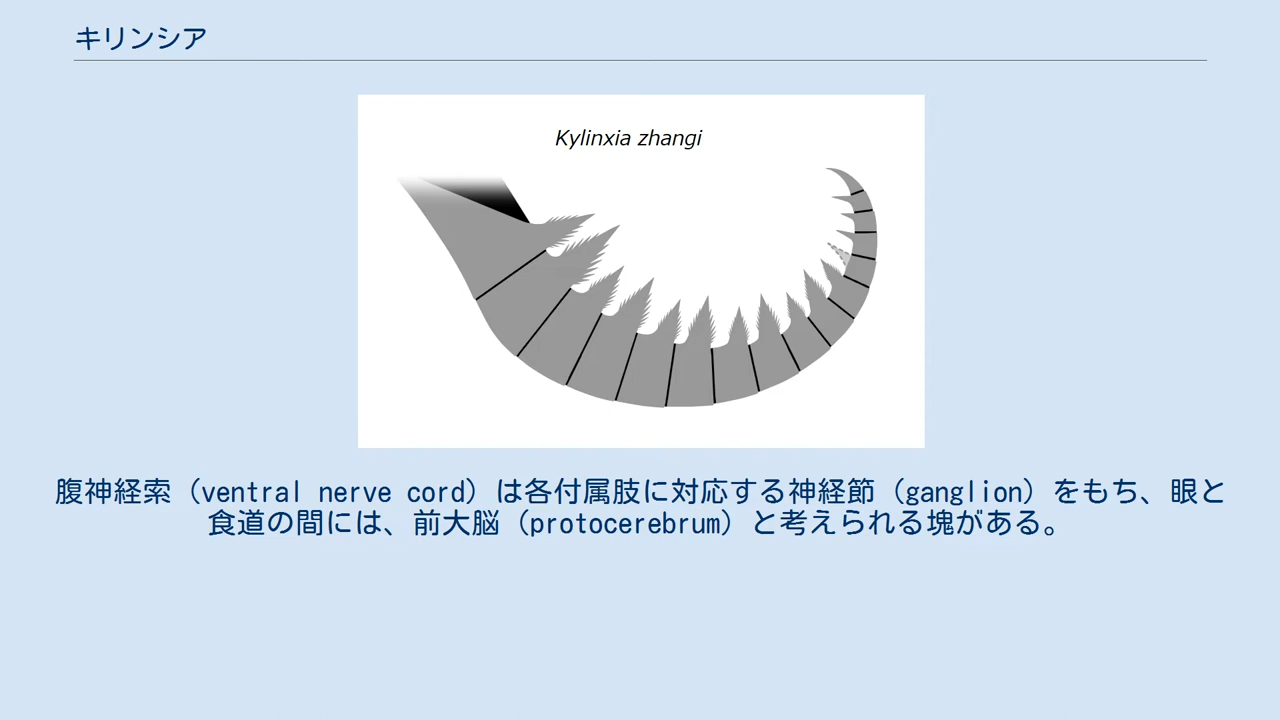 キリンシア
Kylinxia zhangi
腹神経索（ventral nerve cord）は各付属肢に対応する神経節（ganglion）をもち、眼と
食道の間には、前大脳（protocerebrum）と考えられる塊がある。